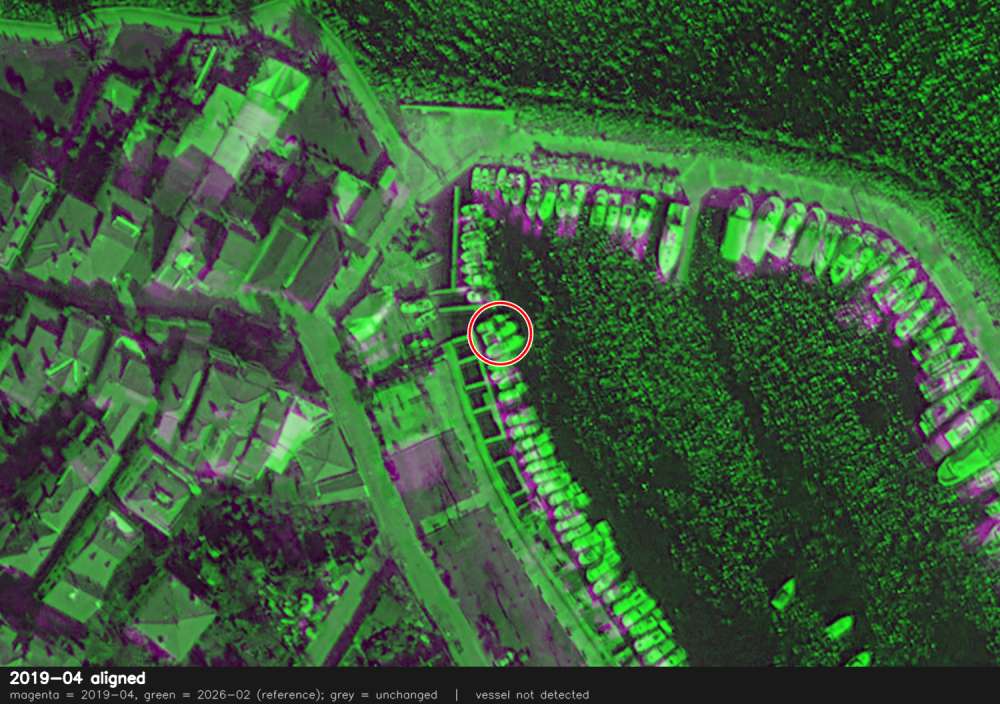 2019-04 aligned
magenta = 2019-04, green = 2026-02 (reference); grey = unchanged | vessel not detected